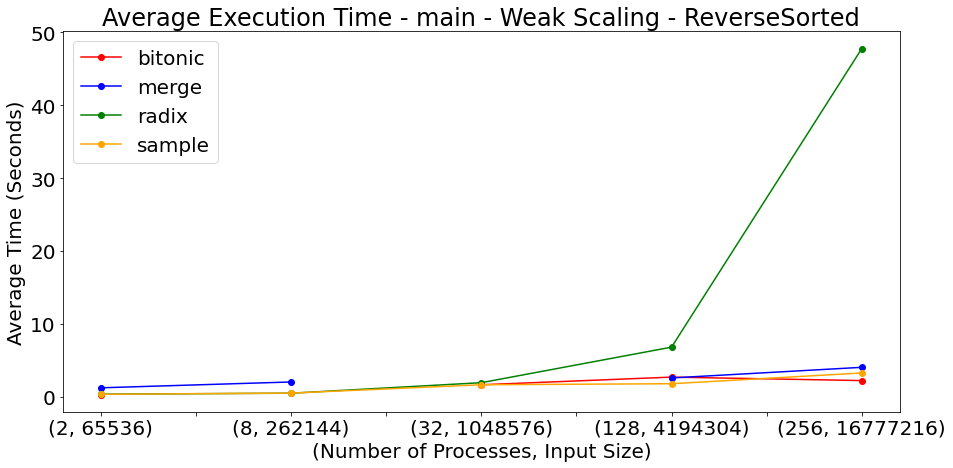 Average Execution Time - main - Weak Scaling - ReverseSorted
bitonic
merge
radix
sample
Average Time (Seconds)
50
40
30
20
10
0
(2, 65536) (8, 262144) (32, 1048576) (128, 4194304) (256, 16777216)
(Number of Processes, Input Size)